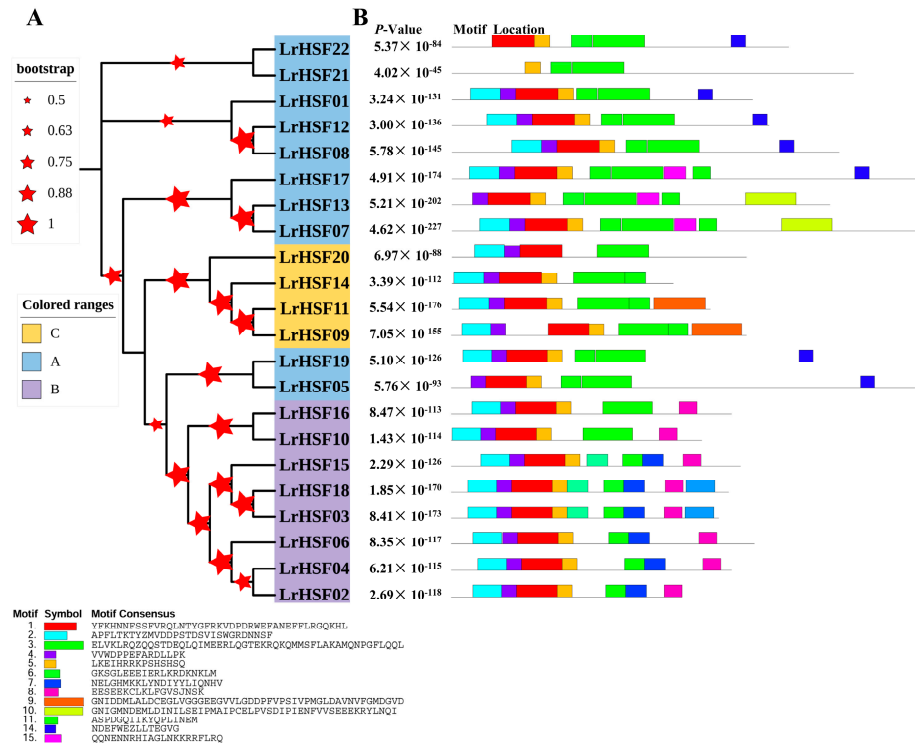 A B
P-Value Motif Location
bootstrap
0.5
0.63
0.75
0.88
1
Colored ranges
C
A
B
LrHSF22 5.37× 10-84
LrHSF21 4.02× 10-45
LrHSF01 3.24× 10-131
LrHSF12 3.00× 10-136
LrHSF08 5.78× 10-145
LrHSF17 4.91× 10-174
LrHSF13 5.21× 10-202
LrHSF07 4.62× 10-227
LrHSF20 6.97× 10-88
LrHSF14 3.39× 10-112
LrHSF11 5.54× 10-176
LrHSF09 7.05× 10-155
LrHSF19 5.10× 10-126
LrHSF05 5.76× 10-93
LrHSF16 8.47× 10-113
LrHSF10 1.43× 10-114
LrHSF15 2.29× 10-126
LrHSF18 1.85× 10-170
LrHSF03 8.41× 10-173
LrHSF06 8.35× 10-117
LrHSF04 6.21× 10-115
LrHSF02 2.69× 10-118
Motif Symbol Motif Consensus
1. YFKHNNFSSFVRQLNTYGFRKVDPDRWEFANEFFLRGQKHL
2. APFLTKTYZMVDDPSTDSVISWGRDNNSF
3. ELVKLRQZQQSTDEQLQIMEERLQGTEKRQKQMMSFLAKAMQNPGFLQQL
4. VVWDPPEFARDLLPK
5. LKEIHRRKPSHSHSQ
6. GKSGLEEEIERLKRDKNKLM
7. NELGHMKKLYNDIYYLIQNHV
8. EESEEKCLKLFGVSJNSK
9. GNIDDMLALDCEGLVGGGEEGVVLGDDPFVPSIVPMGLDAVNVFMGDGVD
10. GNIGMNDEMLDINILSEIPMAIPCELPVSDIPIENFVVSEEEKRYLNQI
11. ASPDGQIIKYQPLINEM
14. NDEFWEZLLTEGVG
15. QQNENNRHIAGLNKKRRFLRQ